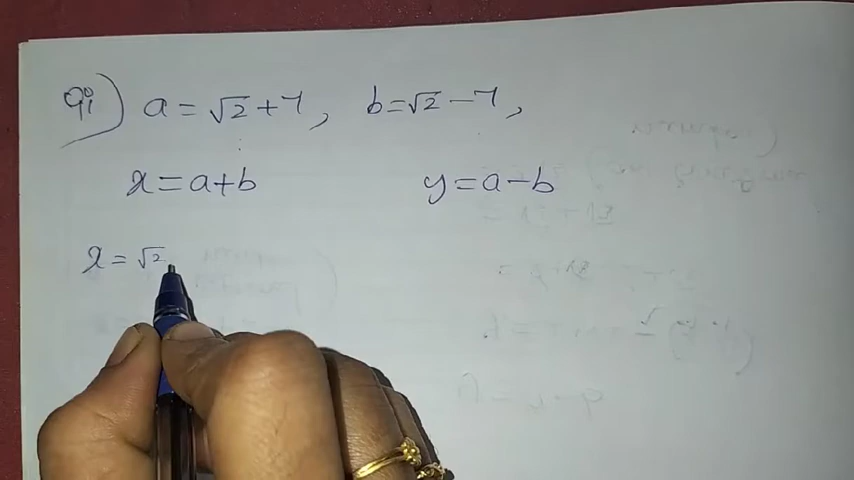 9i) a = √2 + 7, b = √2 - 7,
x = a + b y = a - b
x = √2